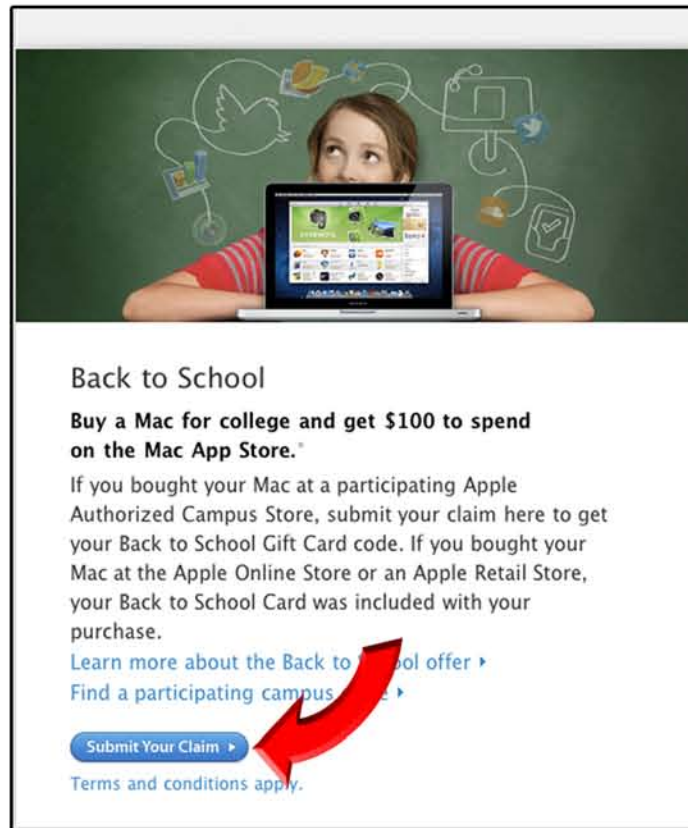 Back to School
Buy a Mac for college and get $100 to spend
on the Mac App Store.*
If you bought your Mac at a participating Apple
Authorized Campus Store, submit your claim here to get
your Back to School Gift Card code. If you bought your
Mac at the Apple Online Store or an Apple Retail Store,
your Back to School Card was included with your
purchase.
Learn more about the Back to ool offer ▸
Find a participating campus e ▸
Submit Your Claim ▸
Terms and conditions apply.